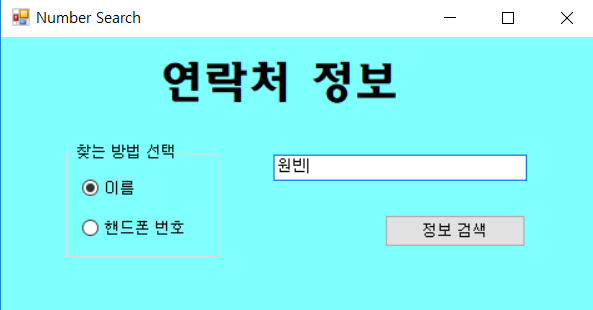 Number Search
연락처 정보
찾는 방법 선택
이름
핸드폰 번호
원빈
정보 검색